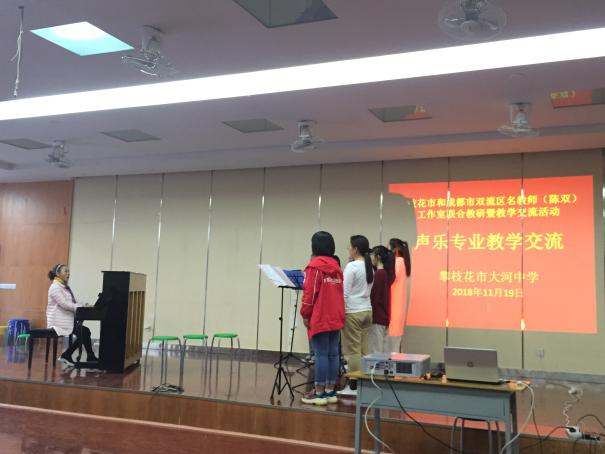 枝花市和成都市双流区名教师（陈双）
工作室联合教研暨教学交流活动
声乐专业教学交流
攀枝花市大河中学
2018年11月19日